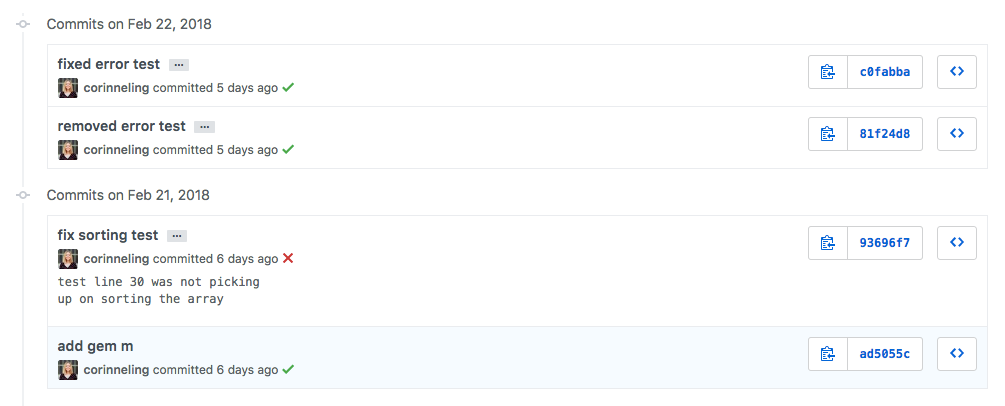 Commits on Feb 22, 2018
fixed error test ...
c0fabba
corinneling committed 5 days ago
removed error test ...
81f24d8
corinneling committed 5 days ago
Commits on Feb 21, 2018
fix sorting test ...
93696f7
corinneling committed 6 days ago
test line 30 was not picking
up on sorting the array
add gem m
ad5055c
corinneling committed 6 days ago